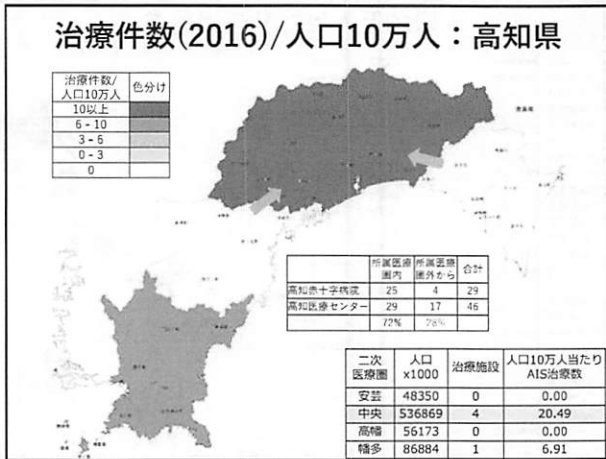 治療件数(2016)/人口10万人：高知県
治療件数/人口10万人 色分け
10以上
6 - 10
3 - 6
0 - 3
0
所属医療圏内 所属医療圏外から 合計
高知赤十字病院 25 4 29
高知医療センター 29 17 46
72% 28%
二次医療圏 人口x1000 治療施設 人口10万人当たりAIS治療数
安芸 48350 0 0.00
中央 536869 4 20.49
高幡 56173 0 0.00
幡多 86884 1 6.91